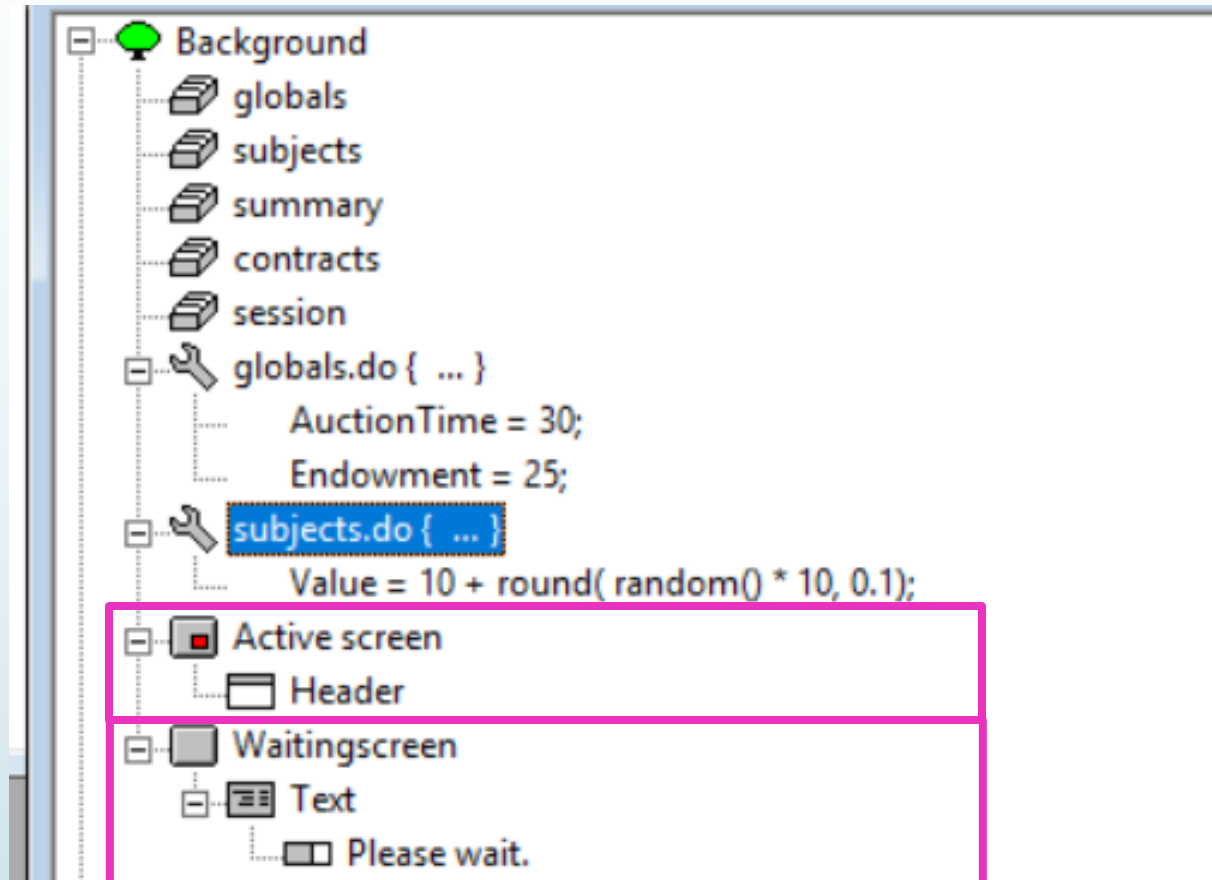 Background
globals
subjects
summary
contracts
session
globals.do { ... }
AuctionTime = 30;
Endowment = 25;
subjects.do { ... }
Value = 10 + round( random() * 10, 0.1);
Active screen
Header
Waitingscreen
Text
Please wait.